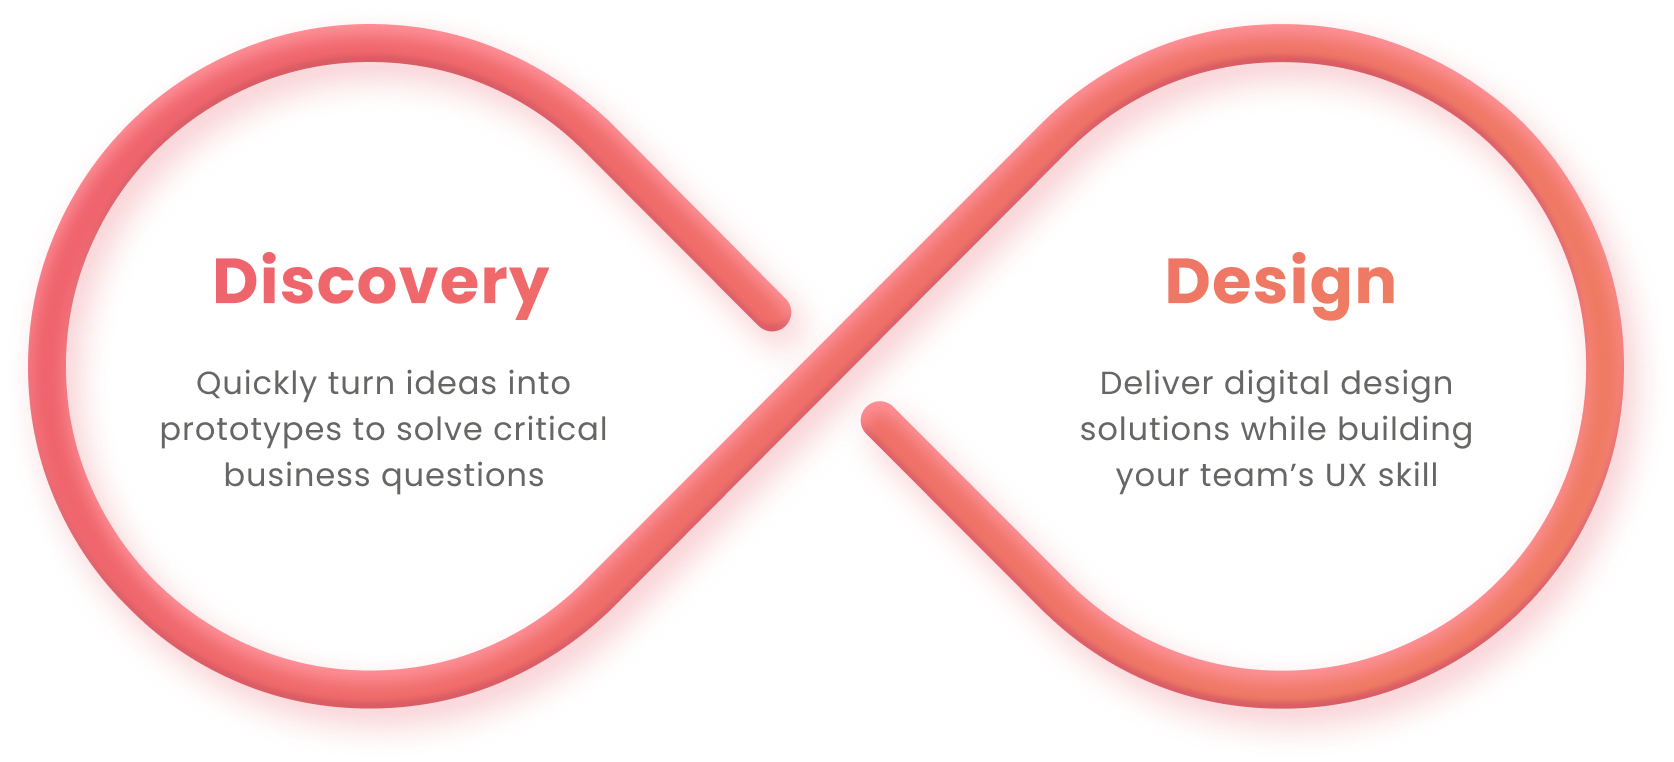 Discovery
Quickly turn ideas into
prototypes to solve critical
business questions
Design
Deliver digital design
solutions while building
your team’s UX skill